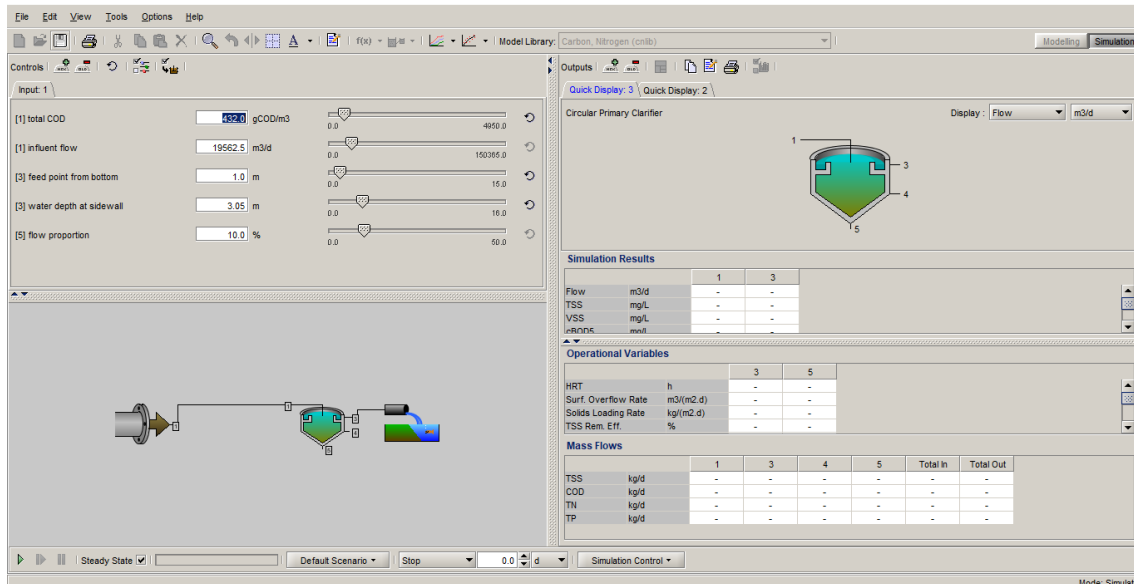 File Edit View Tools Options Help
A f(x) Model Library: Carbon, Nitrogen (cnlib) Modeling Simulation
Controls
Input: 1
[1] total COD 432.0 gCOD/m3
0.0 4950.0
[1] influent flow 19562.5 m3/d
0.0 150365.0
[3] feed point from bottom 1.0 m
0.0 15.0
[3] water depth at sidewall 3.05 m
0.0 16.0
[5] flow proportion 10.0 %
0.0 50.0
1 1 3 4 5
Steady State Default Scenario Stop 0.0 d Simulation Control
Outputs
Quick Display: 3 Quick Display: 2
Circular Primary Clarifier Display : Flow m3/d
1
3
4
5
Simulation Results
1 3
Flow m3/d - -
TSS mg/L - -
VSS mg/L - -
cBOD5 mg/L - -
Operational Variables
3 5
HRT h - -
Surf. Overflow Rate m3/(m2.d) - -
Solids Loading Rate kg/(m2.d) - -
TSS Rem. Eff. % - -
Mass Flows
1 3 4 5 Total In Total Out
TSS kg/d - - - - - -
COD kg/d - - - - - -
TN kg/d - - - - - -
TP kg/d - - - - - -
Mode: Simulat